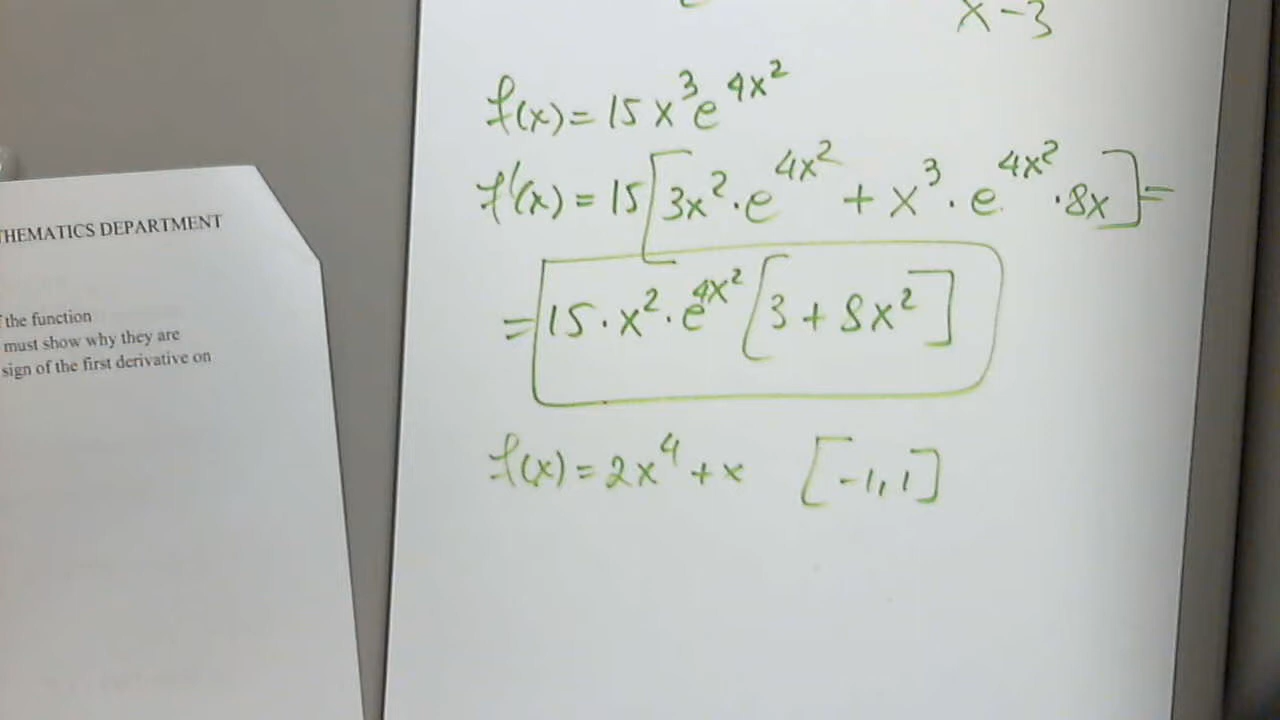 x - 3
f(x) = 15 x³ e^{4x²}
f'(x) = 15 [3x² · e^{4x²} + x³ · e^{4x²} · 8x] =
= 15 · x² · e^{4x²} [3 + 8x²]
f(x) = 2x⁴ + x [-1, 1]
THEMATICS DEPARTMENT
the function
must show why they are
sign of the first derivative on